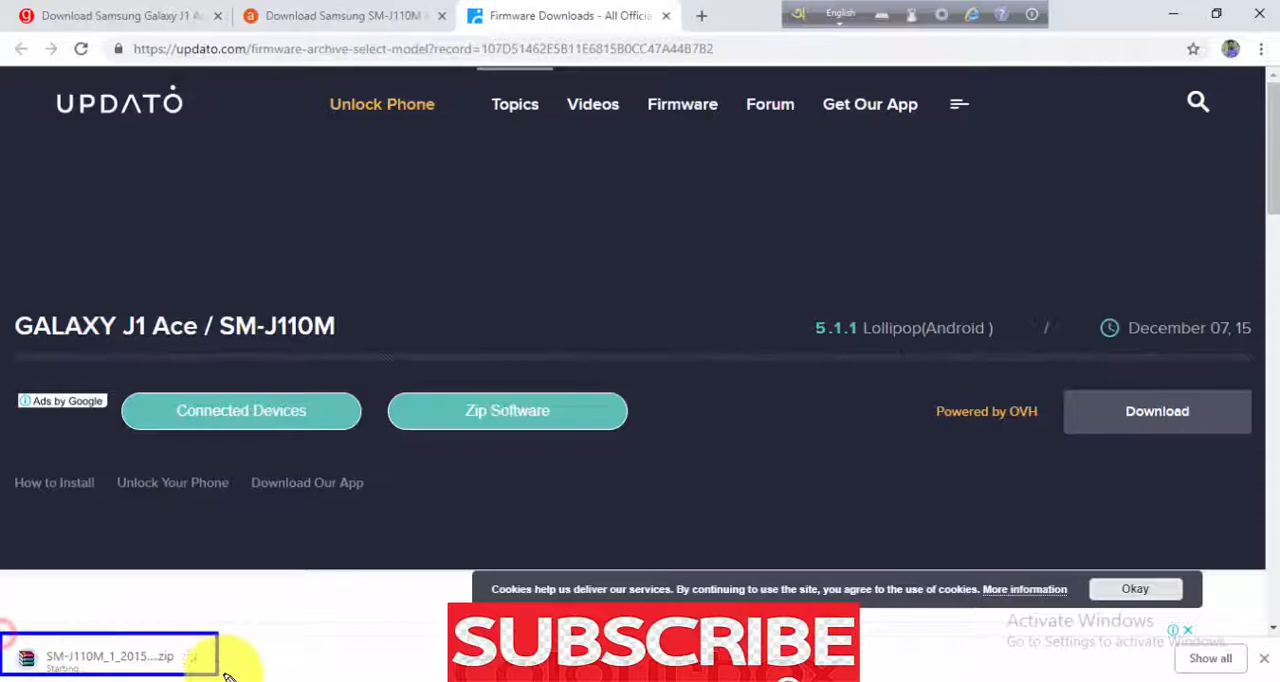 Download Samsung Galaxy J1 Ac
Download Samsung SM-J110M
Firmware Downloads - All Officia
English
https://updato.com/firmware-archive-select-model?record=107D51462E5B11E6815B0CC47A44B7B2
UPDATO
Unlock Phone Topics Videos Firmware Forum Get Our App
GALAXY J1 Ace / SM-J110M
5.1.1 Lollipop(Android ) / December 07, 15
Ads by Google
Connected Devices
Zip Software
Powered by OVH
Download
How to Install Unlock Your Phone Download Our App
Cookies help us deliver our services. By continuing to use the site, you agree to the use of cookies. More information
Okay
Activate Windows
Go to Settings to activate Windows.
SUBSCRIBE
SM-J110M_1_2015....zip
Starting...
Show all